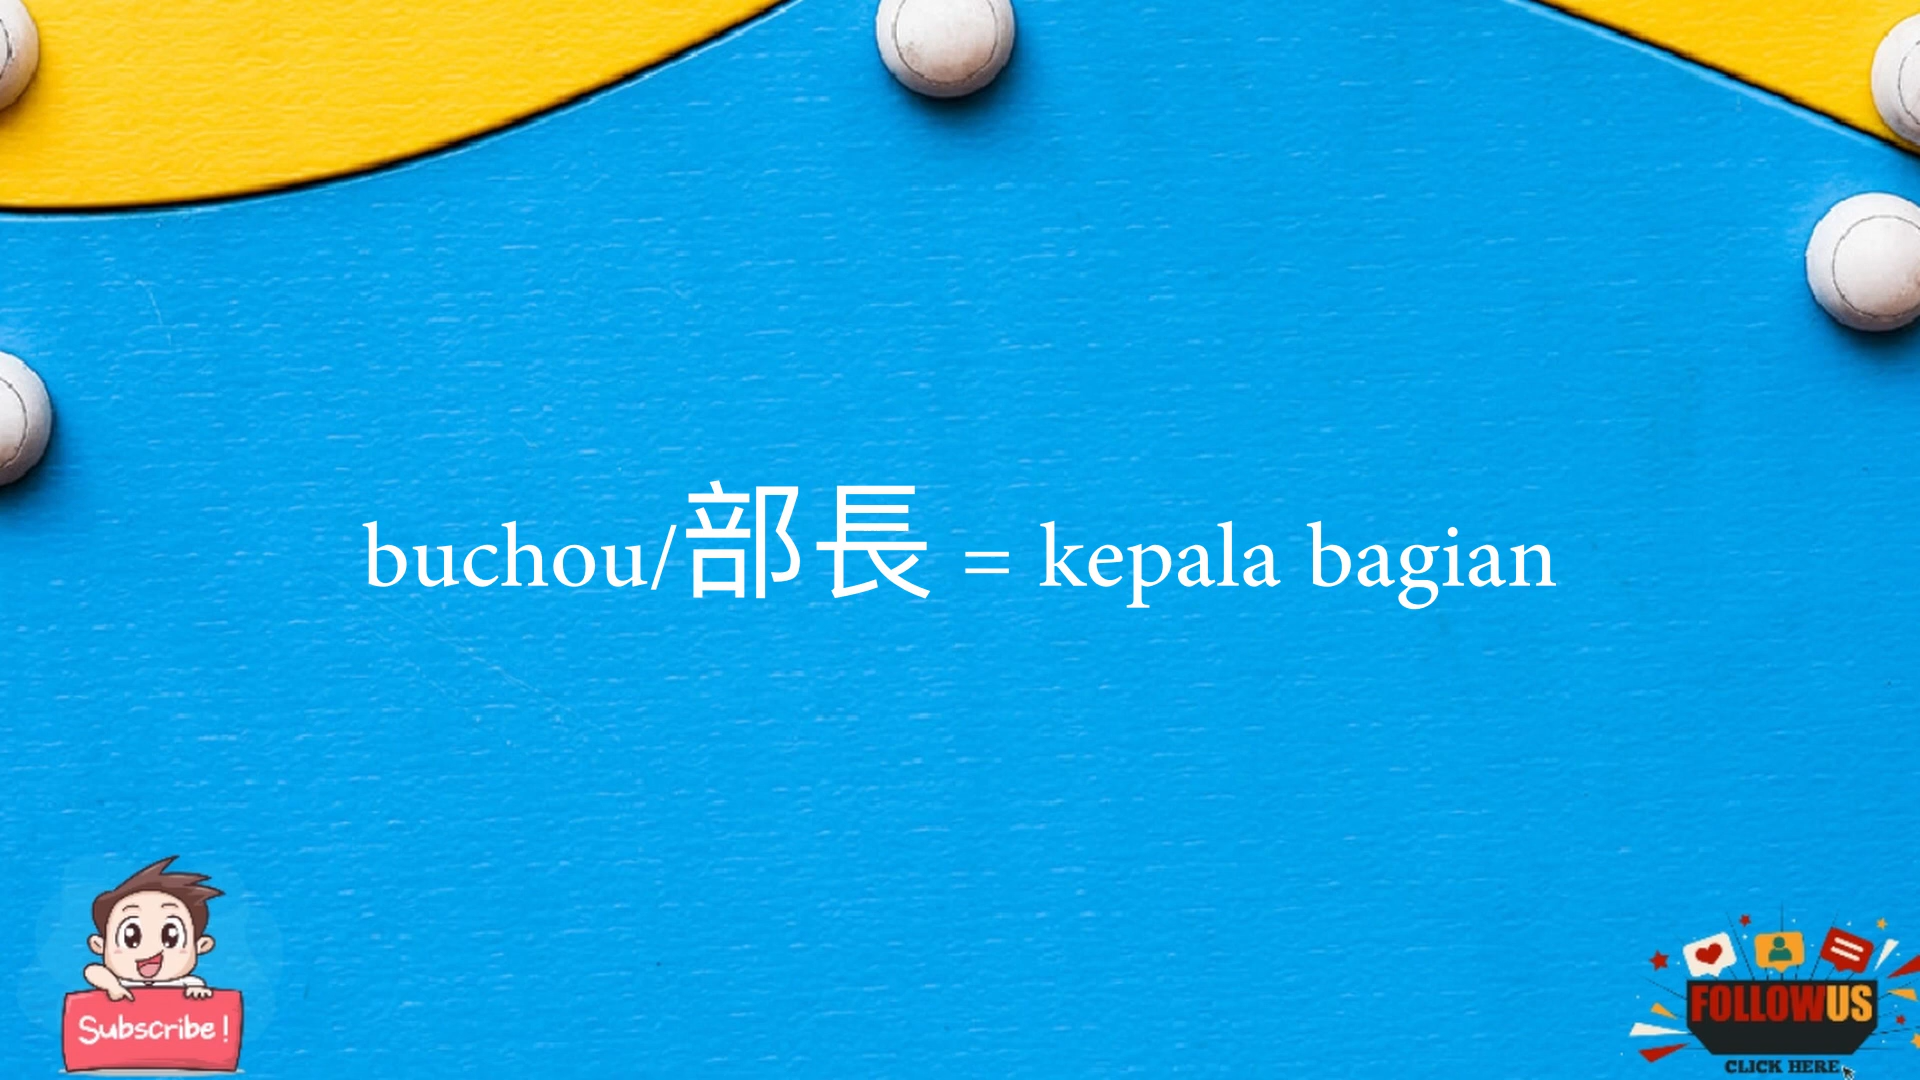 buchou/部長 = kepala bagian
Subscribe!
FOLLOW US
CLICK HERE